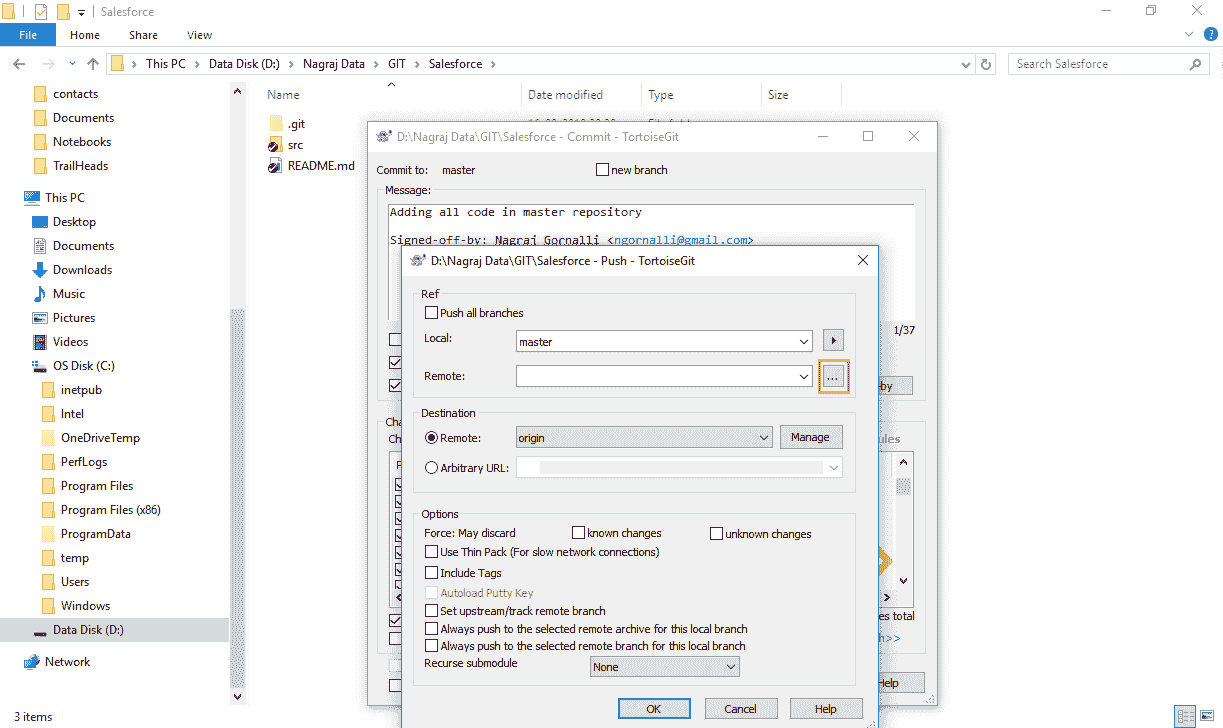 Salesforce
File Home Share View
This PC Data Disk (D:) Nagraj Data GIT Salesforce
Search Salesforce
Name Date modified Type Size
contacts
Documents
Notebooks
TrailHeads
This PC
Desktop
Documents
Downloads
Music
Pictures
Videos
OS Disk (C:)
inetpub
Intel
OneDriveTemp
PerfLogs
Program Files
Program Files (x86)
ProgramData
temp
Users
Windows
Data Disk (D:)
Network
3 items
.git
src
README.md
D:\Nagraj Data\GIT\Salesforce - Commit - TortoiseGit
Commit to: master new branch
Message:
Adding all code in master repository
Signed-off-by: Nagraj Gornalli <ngornalli@gmail.com>
1/37
by
D:\Nagraj Data\GIT\Salesforce - Push - TortoiseGit
Ref
Push all branches
Local: master
Remote: ...
Destination
Remote: origin Manage
Arbitrary URL:
Options
Force: May discard known changes unknown changes
Use Thin Pack (For slow network connections)
Include Tags
Autoload Putty Key
Set upstream/track remote branch
Always push to the selected remote archive for this local branch
Always push to the selected remote branch for this local branch
Recurse submodule None
OK Cancel Help
total
Help